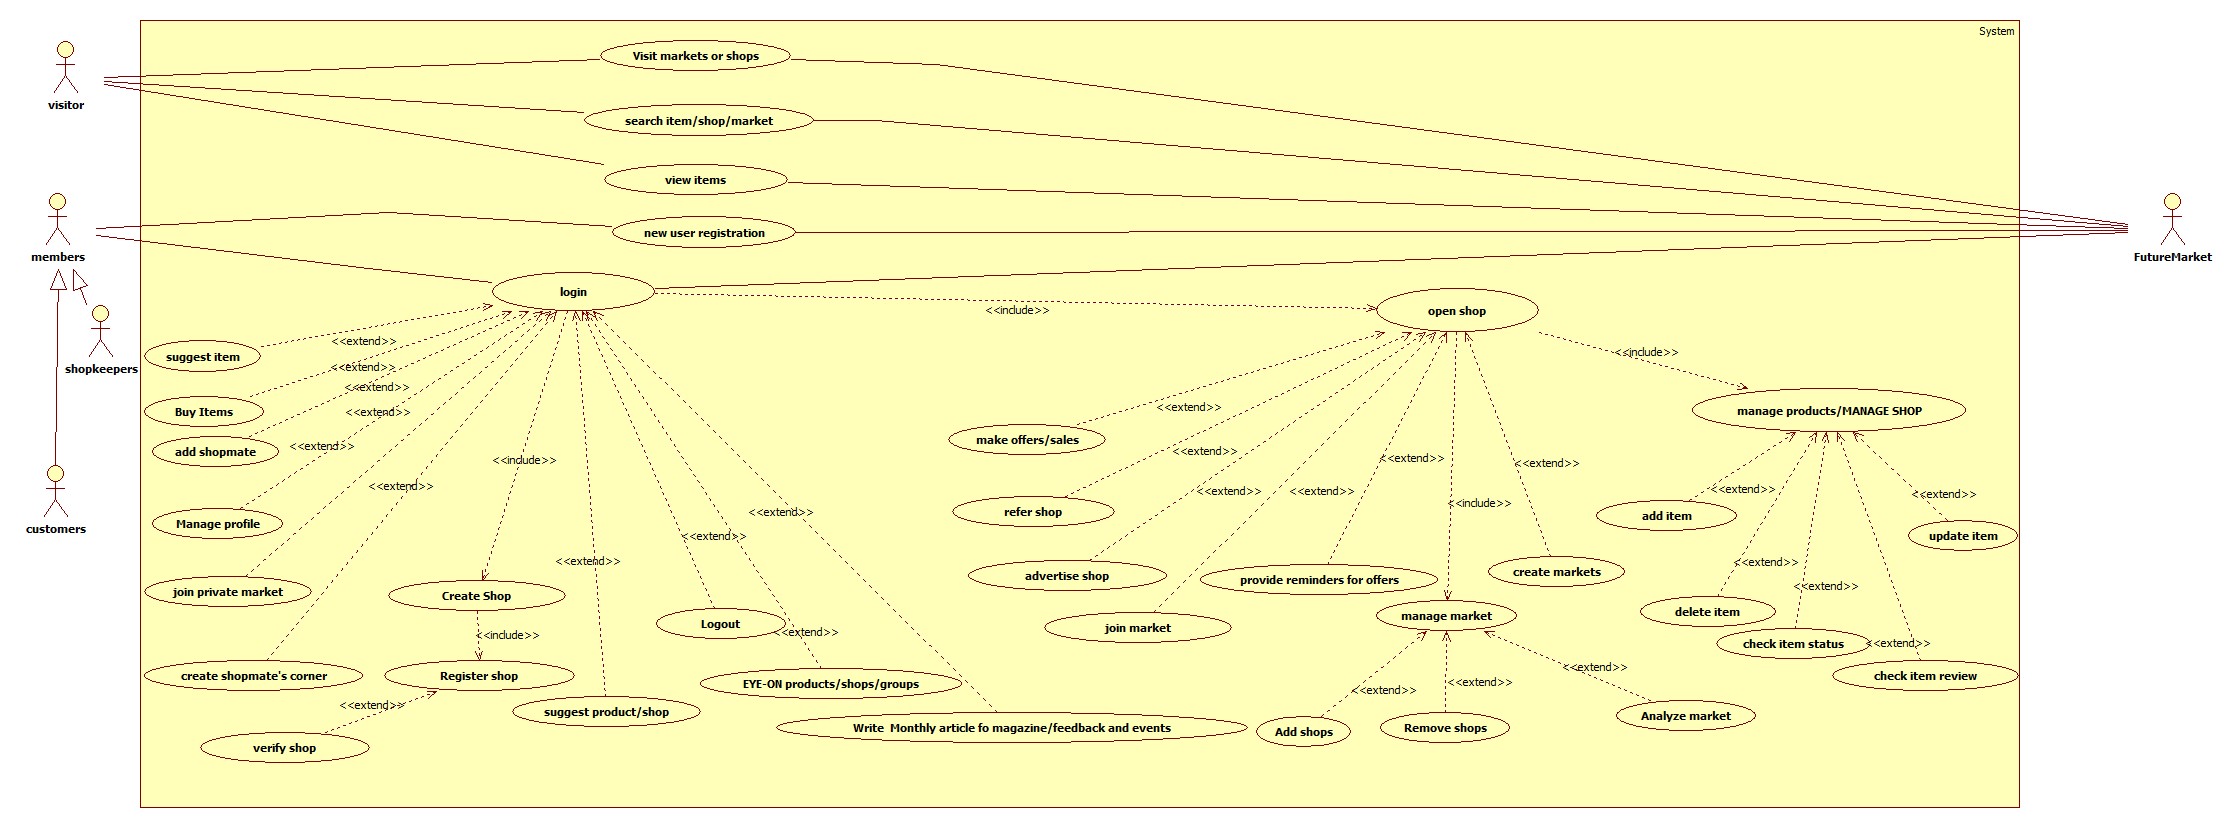 System
Visit markets or shops
visitor
search item/shop/market
view items
new user registration
members
FutureMarket
login
<<include>>
open shop
<<extend>>
suggest item
<<include>>
shopkeepers
<<extend>>
<<extend>>
Buy Items
<<extend>>
<<extend>>
manage products/MANAGE SHOP
add shopmate
<<extend>>
make offers/sales
<<extend>>
<<include>>
<<extend>>
<<extend>>
<<extend>>
<<extend>>
<<extend>>
<<extend>>
<<extend>>
<<extend>>
<<include>>
<<extend>>
refer shop
<<extend>>
add item
customers
Manage profile
<<extend>>
update item
<<extend>>
<<extend>>
join private market
Create Shop
advertise shop
provide reminders for offers
create markets
<<extend>>
delete item
manage market
Logout
join market
<<include>>
<<extend>>
check item status
<<extend>>
create shopmate's corner
Register shop
EYE-ON products/shops/groups
<<extend>>
check item review
<<extend>>
<<extend>>
<<extend>>
suggest product/shop
Analyze market
Write  Monthly article fo magazine/feedback and events
Add shops
Remove shops
verify shop